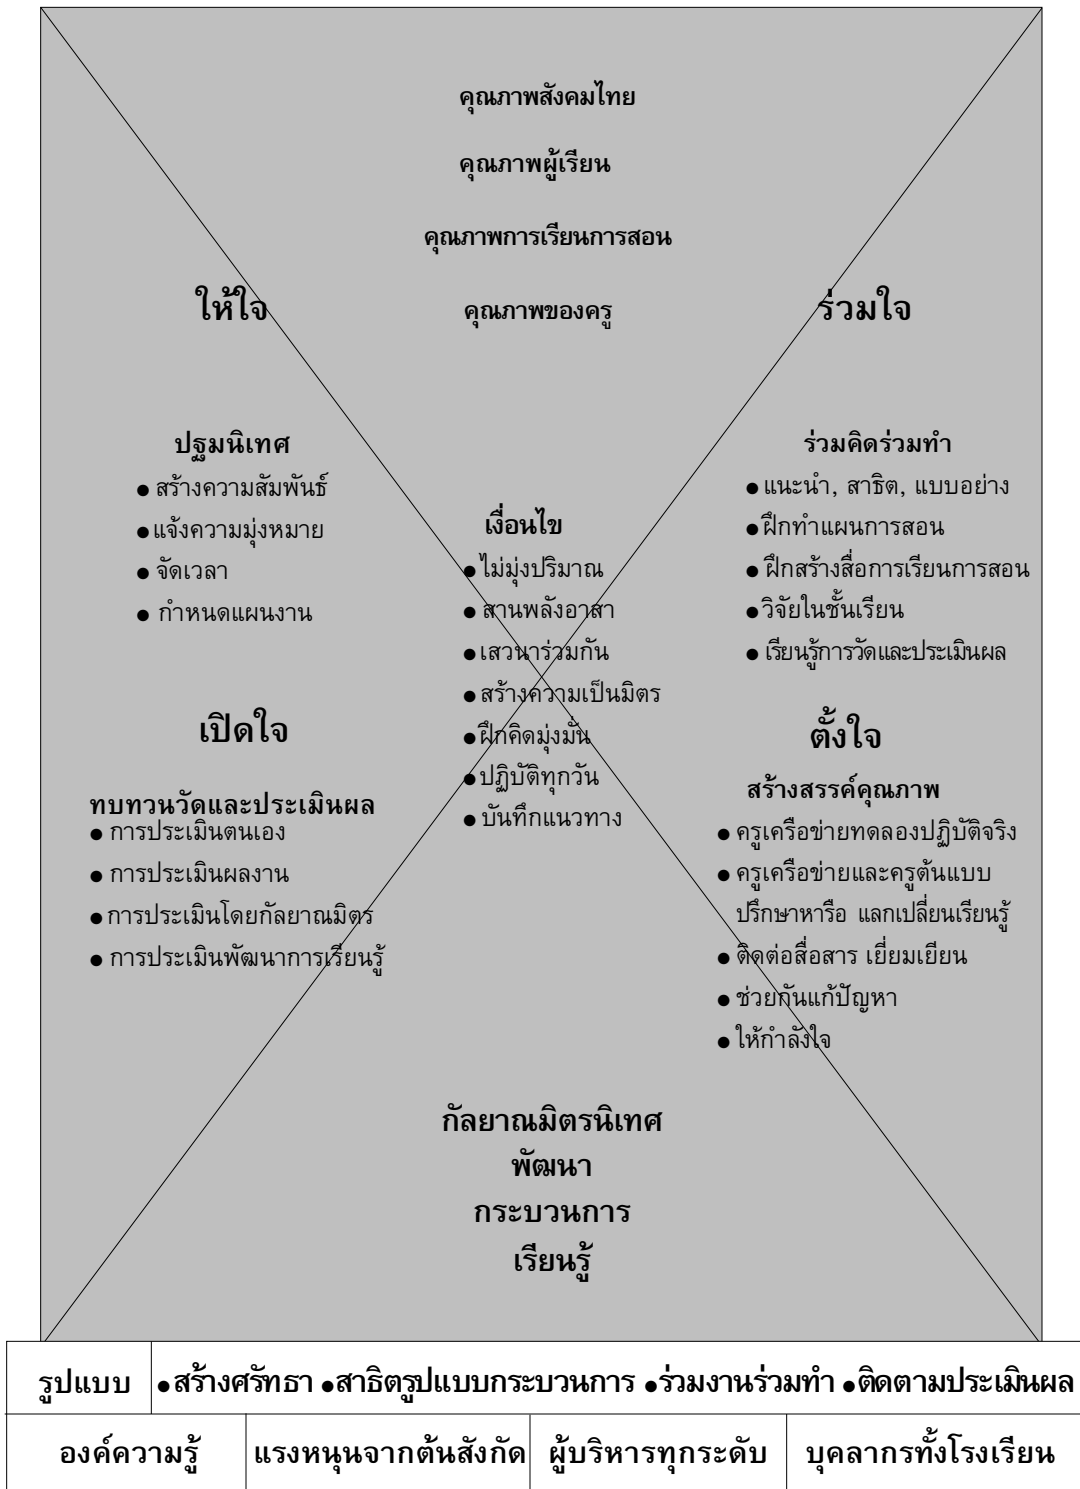 คุณภาพสังคมไทย
คุณภาพผู้เรียน
คุณภาพการเรียนการสอน
คุณภาพของครู
ให้ใจ
ปฐมนิเทศ
● สร้างความสัมพันธ์
● แจ้งความมุ่งหมาย
● จัดเวลา
● กำหนดแผนงาน
ร่วมใจ
ร่วมคิดร่วมทำ
● แนะนำ, สาธิต, แบบอย่าง
● ฝึกทำแผนการสอน
● ฝึกสร้างสื่อการเรียนการสอน
● วิจัยในชั้นเรียน
● เรียนรู้การวัดและประเมินผล
เงื่อนไข
● ไม่มุ่งปริมาณ
● สานพลังอาสา
● เสวนาร่วมกัน
● สร้างความเป็นมิตร
● ฝึกคิดมุ่งมั่น
● ปฏิบัติทุกวัน
● บันทึกแนวทาง
เปิดใจ
ทบทวนวัดและประเมินผล
● การประเมินตนเอง
● การประเมินผลงาน
● การประเมินโดยกัลยาณมิตร
● การประเมินพัฒนาการเรียนรู้
ตั้งใจ
สร้างสรรค์คุณภาพ
● ครูเครือข่ายทดลองปฏิบัติจริง
● ครูเครือข่ายและครูต้นแบบ
ปรึกษาหารือ แลกเปลี่ยนเรียนรู้
● ติดต่อสื่อสาร เยี่ยมเยียน
● ช่วยกันแก้ปัญหา
● ให้กำลังใจ
กัลยาณมิตรนิเทศ
พัฒนา
กระบวนการ
เรียนรู้
รูปแบบ ●สร้างศรัทธา ●สาธิตรูปแบบกระบวนการ ●ร่วมงานร่วมทำ ●ติดตามประเมินผล
องค์ความรู้ แรงหนุนจากต้นสังกัด ผู้บริหารทุกระดับ บุคลากรทั้งโรงเรียน